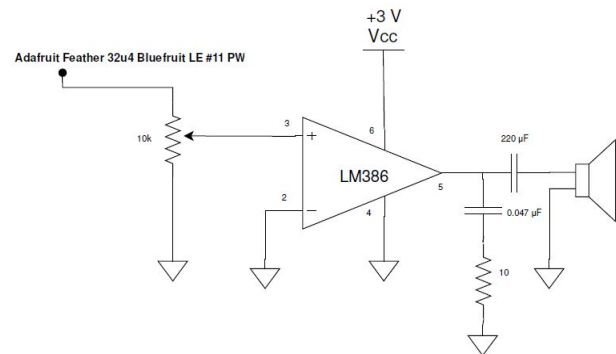 +3 V
Vcc
Adafruit Feather 32u4 Bluefruit LE #11 PW
10k
3
+
6
LM386
2
−
4
5
220 µF
0.047 µF
10